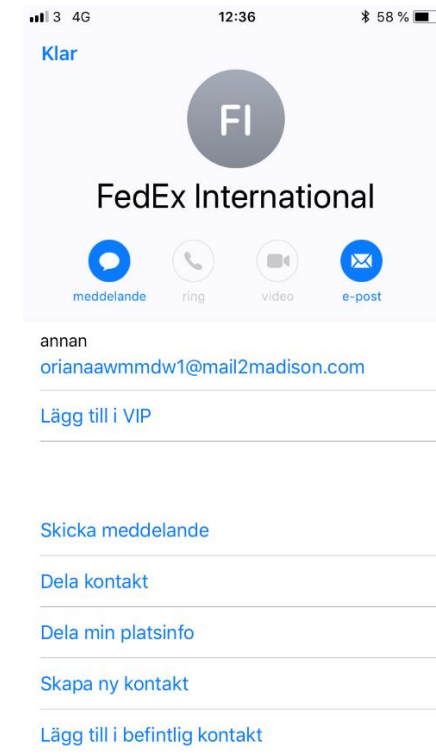 3 4G 12:36 58 %
Klar
FI
FedEx International
meddelande ring video e-post
annan
orianaawmmdw1@mail2madison.com
Lägg till i VIP
Skicka meddelande
Dela kontakt
Dela min platsinfo
Skapa ny kontakt
Lägg till i befintlig kontakt